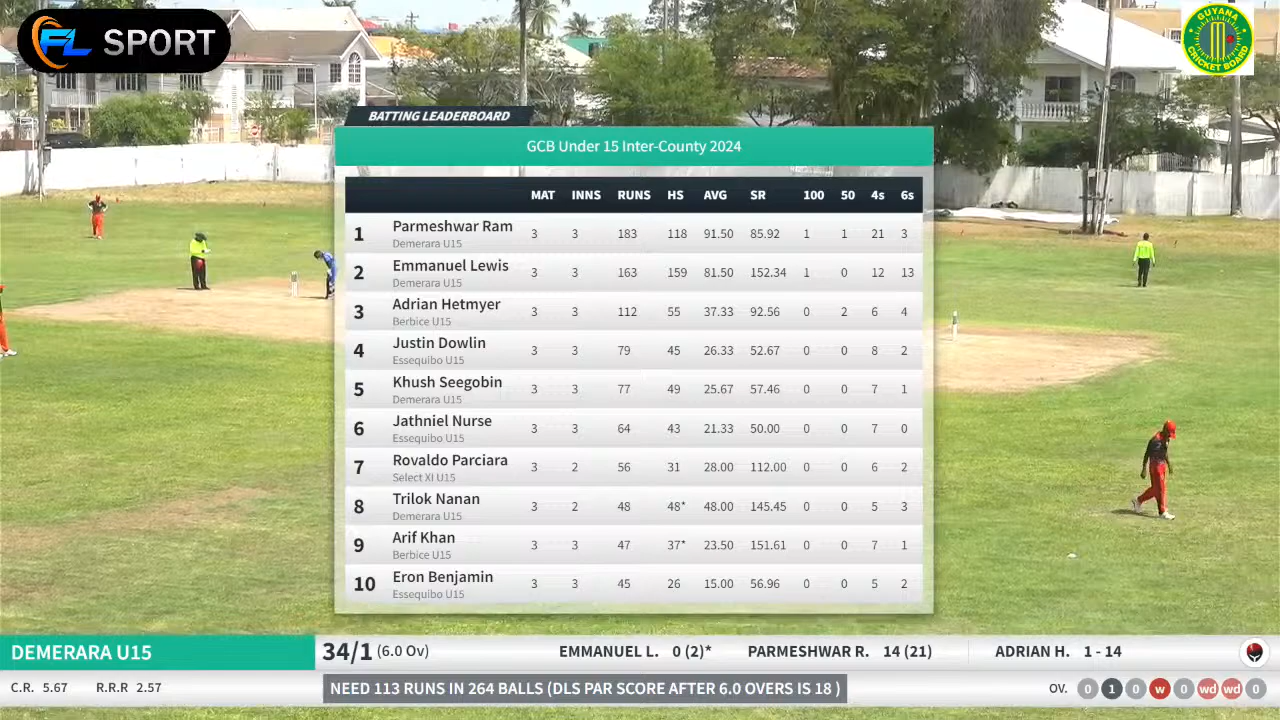 FL SPORT
GUYANA
CRICKET BOARD
BATTING LEADERBOARD
GCB Under 15 Inter-County 2024
MAT INNS RUNS HS AVG SR 100 50 4s 6s
1 Parmeshwar Ram 3 3 183 118 91.50 85.92 1 1 21 5
Demerara U15
2 Emmanuel Lewis 3 3 163 159 81.50 132.34 1 0 12 13
Demerara U15
3 Adrian Hetmyer 3 3 112 55 37.33 92.56 0 2 6 4
Berbice U15
4 Justin Dowlin 3 3 79 45 26.33 52.67 0 0 8 2
Essequibo U15
5 Khush Seegobin 3 3 77 49 25.67 57.46 0 0 7 1
Demerara U15
6 Jathniel Nurse 3 3 64 43 21.33 50.00 0 0 7 0
Essequibo U15
7 Rovaldo Parciara 3 2 56 31 28.00 112.00 0 0 6 2
Select XI U15
8 Trilok Nanan 3 2 48 48* 48.00 145.45 0 0 5 3
Demerara U15
9 Arif Khan 3 3 47 37* 23.50 151.61 0 0 7 1
Berbice U15
10 Eron Benjamin 3 3 45 26 15.00 56.96 0 0 5 2
Essequibo U15
DEMERARA U15 34/1 (6.0 Ov) EMMANUEL L. 0 (2)* PARMESHWAR R. 14 (21) ADRIAN H. 1 - 14
C.R. 5.67 R.R.R 2.57 NEED 113 RUNS IN 264 BALLS (DLS PAR SCORE AFTER 6.0 OVERS IS 18 ) OV. 0 1 0 w 0 wd wd 0